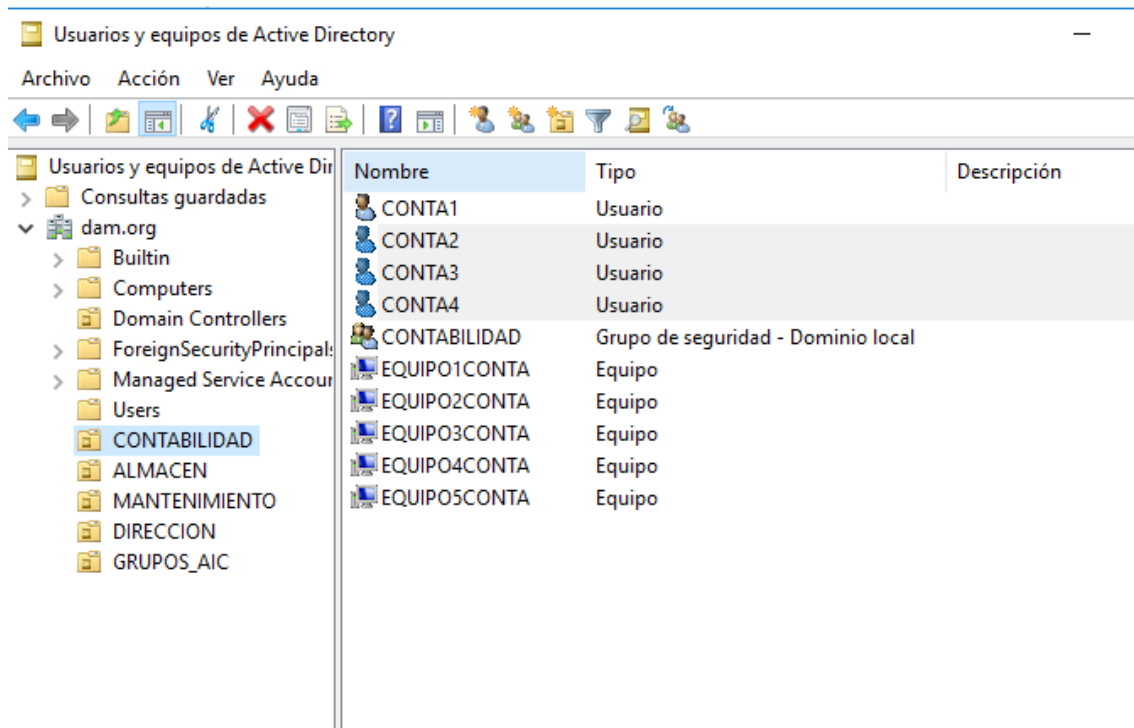 Usuarios y equipos de Active Directory
Archivo Acción Ver Ayuda
Usuarios y equipos de Active Dir
Consultas guardadas
dam.org
Builtin
Computers
Domain Controllers
ForeignSecurityPrincipal:
Managed Service Accour
Users
CONTABILIDAD
ALMACEN
MANTENIMIENTO
DIRECCION
GRUPOS_AIC
Nombre Tipo Descripción
CONTA1 Usuario
CONTA2 Usuario
CONTA3 Usuario
CONTA4 Usuario
CONTABILIDAD Grupo de seguridad - Dominio local
EQUIPO1CONTA Equipo
EQUIPO2CONTA Equipo
EQUIPO3CONTA Equipo
EQUIPO4CONTA Equipo
EQUIPO5CONTA Equipo